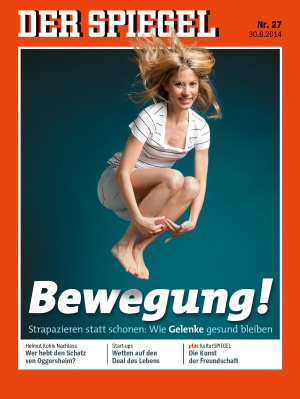 DER SPIEGEL
Nr. 27
30.6.2014
Bewegung!
Strapazieren statt schonen: Wie Gelenke gesund bleiben
Helmut Kohls Nachlass
Wer hebt den Schatz
von Oggersheim?
Start-ups
Wetten auf den
Deal des Lebens
plus KulturSPIEGEL
Die Kunst
der Freundschaft